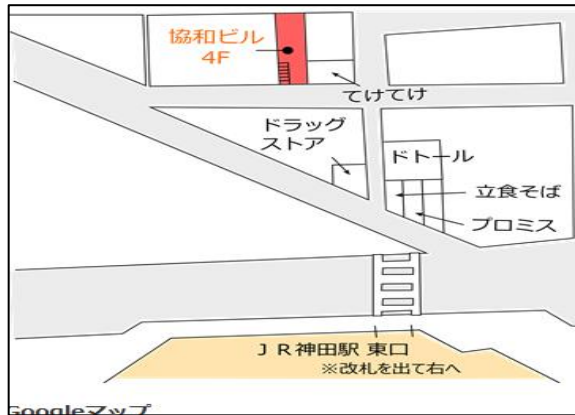 協和ビル
4F
てけてけ
ドラッグ
ストア
ドトール
立食そば
プロミス
JR神田駅 東口
※改札を出て右へ
Googleマップ